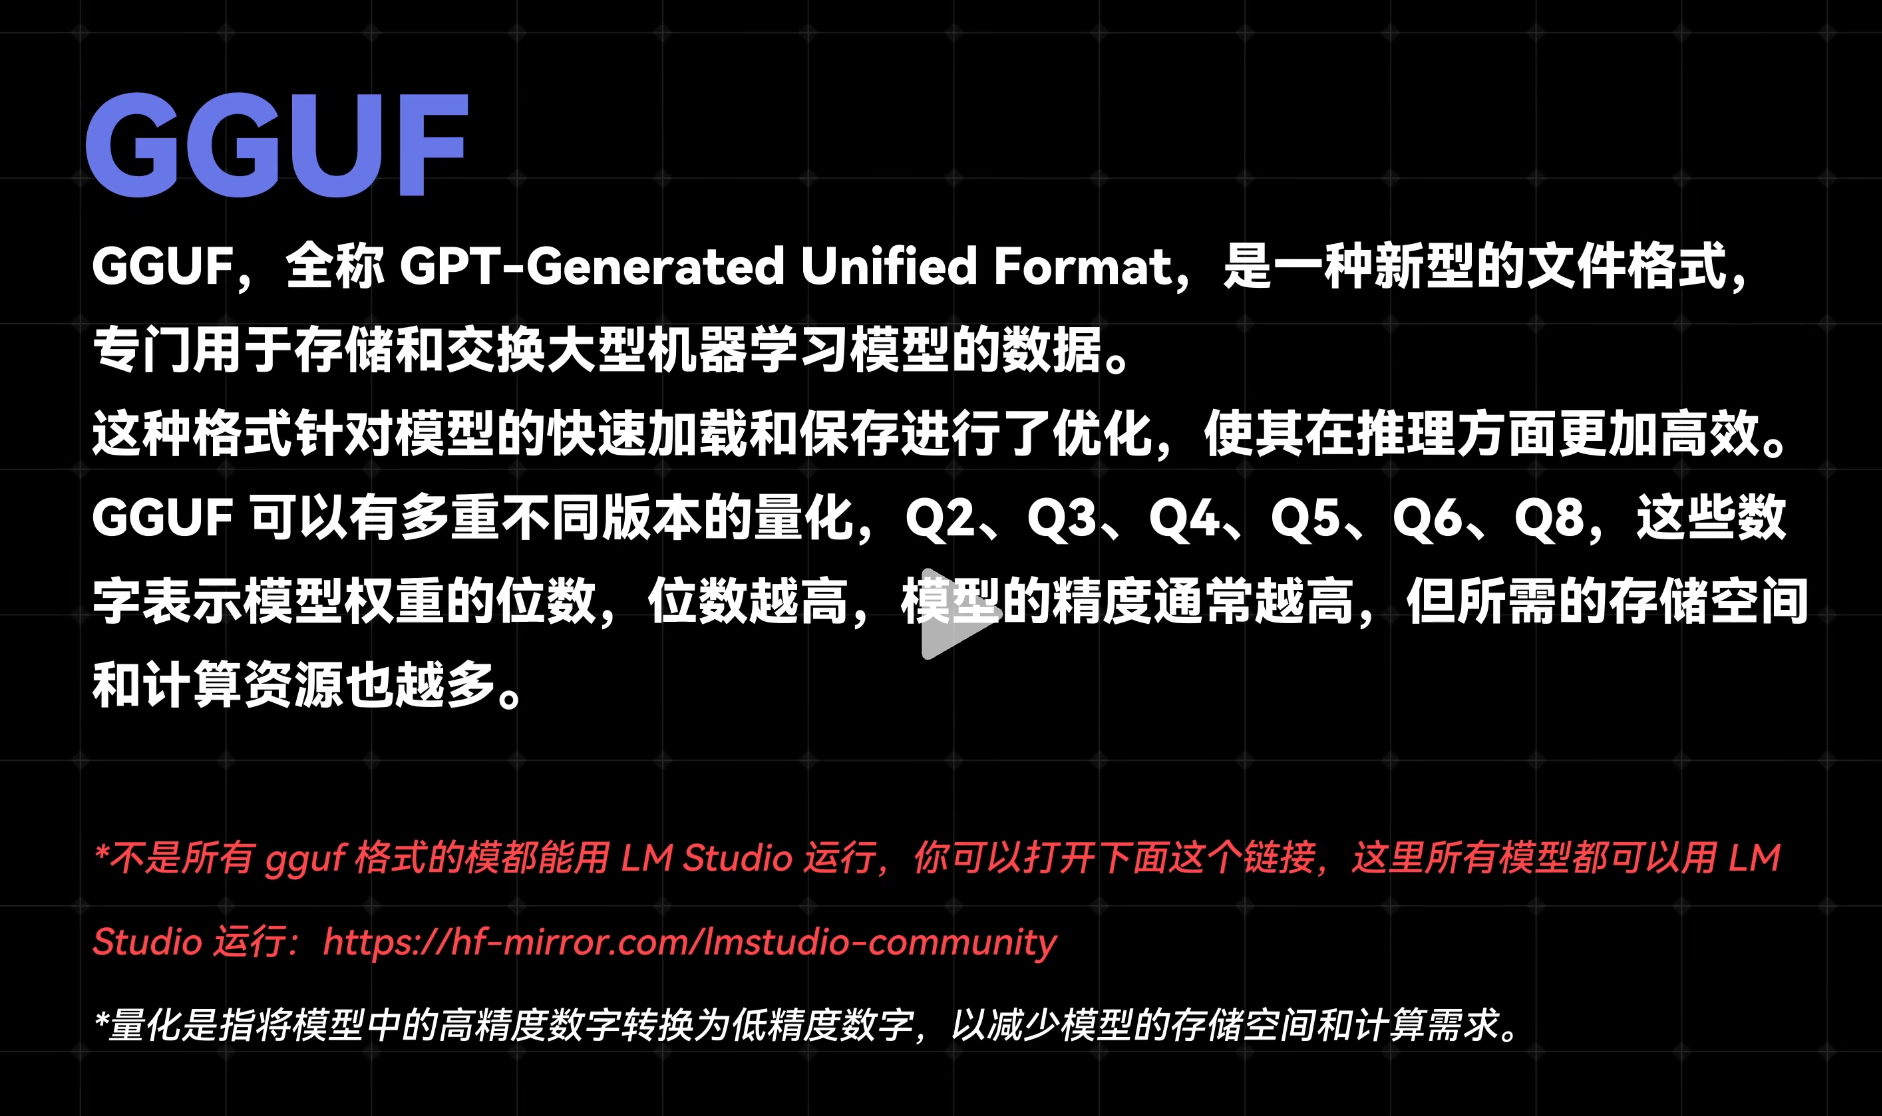 GGUF
GGUF，全称 GPT-Generated Unified Format，是一种新型的文件格式，
专门用于存储和交换大型机器学习模型的数据。
这种格式针对模型的快速加载和保存进行了优化，使其在推理方面更加高效。
GGUF 可以有多重不同版本的量化，Q2、Q3、Q4、Q5、Q6、Q8，这些数
字表示模型权重的位数，位数越高，模型的精度通常越高，但所需的存储空间
和计算资源也越多。
*不是所有 gguf 格式的模都能用 LM Studio 运行，你可以打开下面这个链接，这里所有模型都可以用 LM
Studio 运行：https://hf-mirror.com/lmstudio-community
*量化是指将模型中的高精度数字转换为低精度数字，以减少模型的存储空间和计算需求。